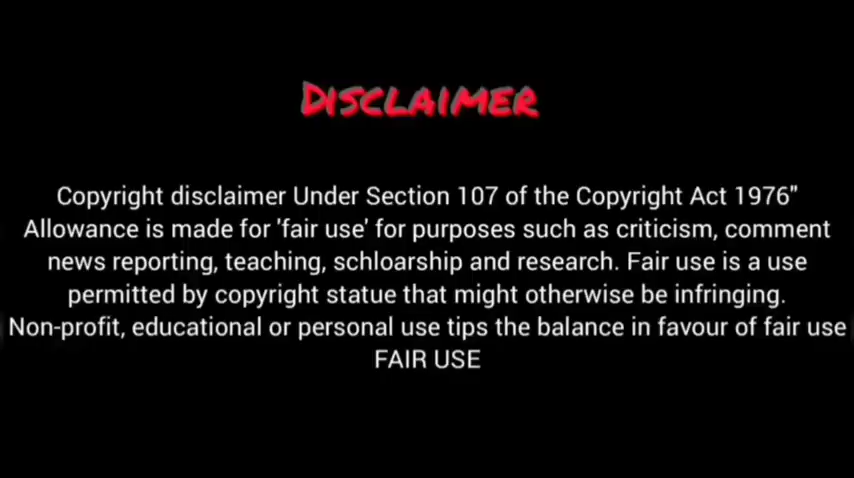 DISCLAIMER
Copyright disclaimer Under Section 107 of the Copyright Act 1976"
Allowance is made for 'fair use' for purposes such as criticism, comment
news reporting, teaching, schloarship and research. Fair use is a use
permitted by copyright statue that might otherwise be infringing.
Non-profit, educational or personal use tips the balance in favour of fair use
FAIR USE